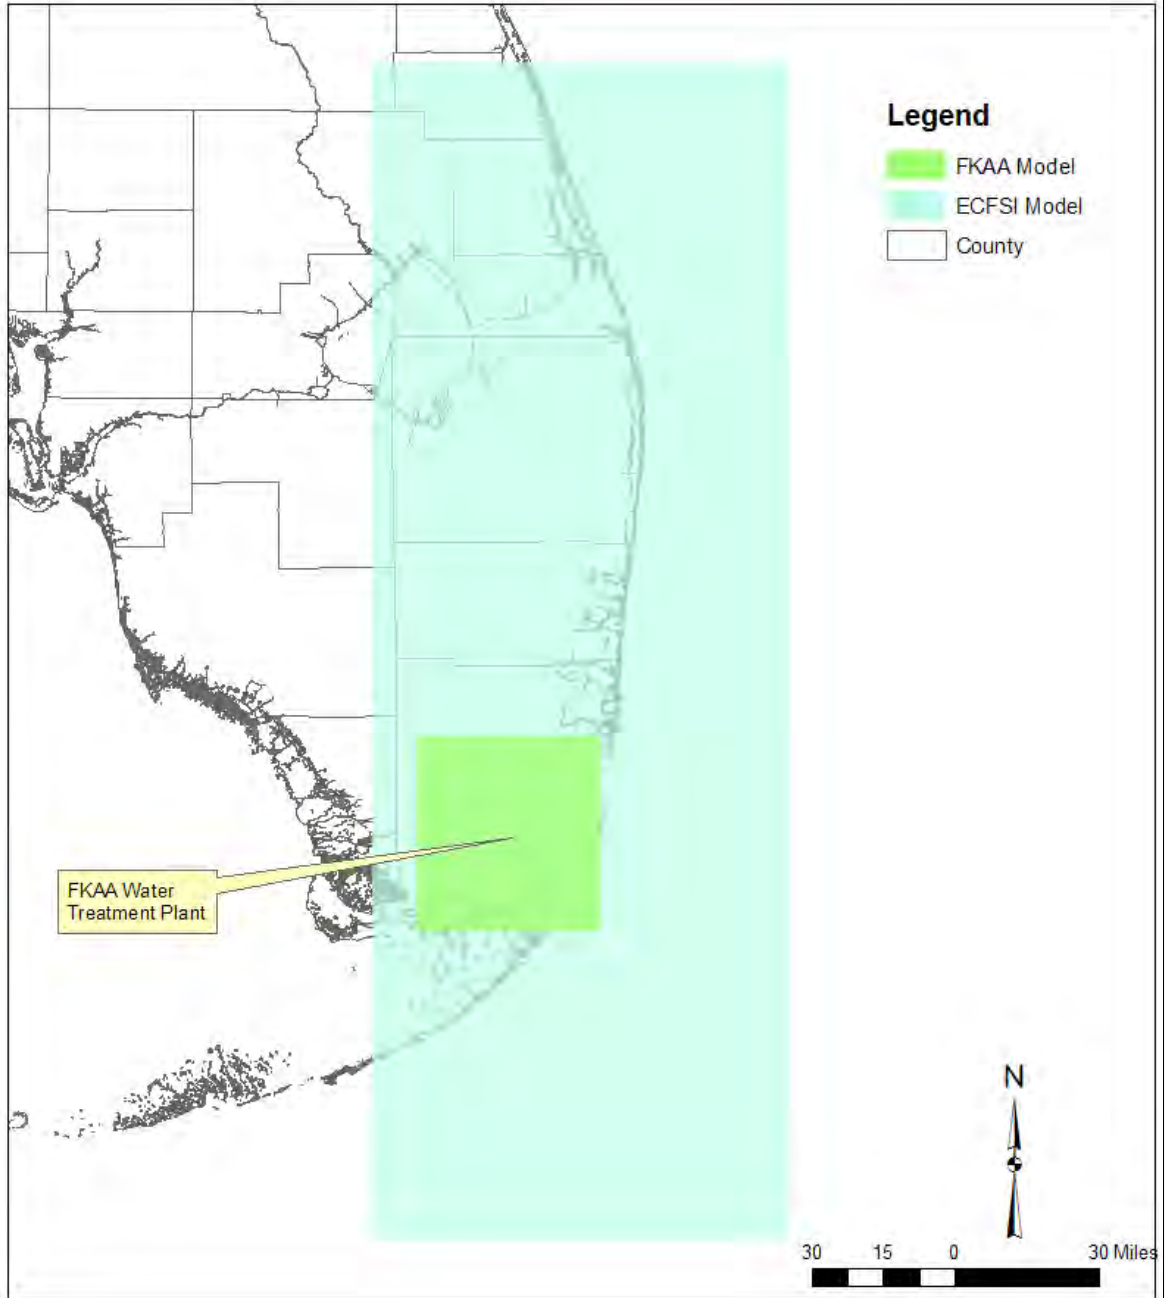 Legend
FKAA Model
ECFSI Model
County
FKAA Water
Treatment Plant
N
30 15 0 30 Miles